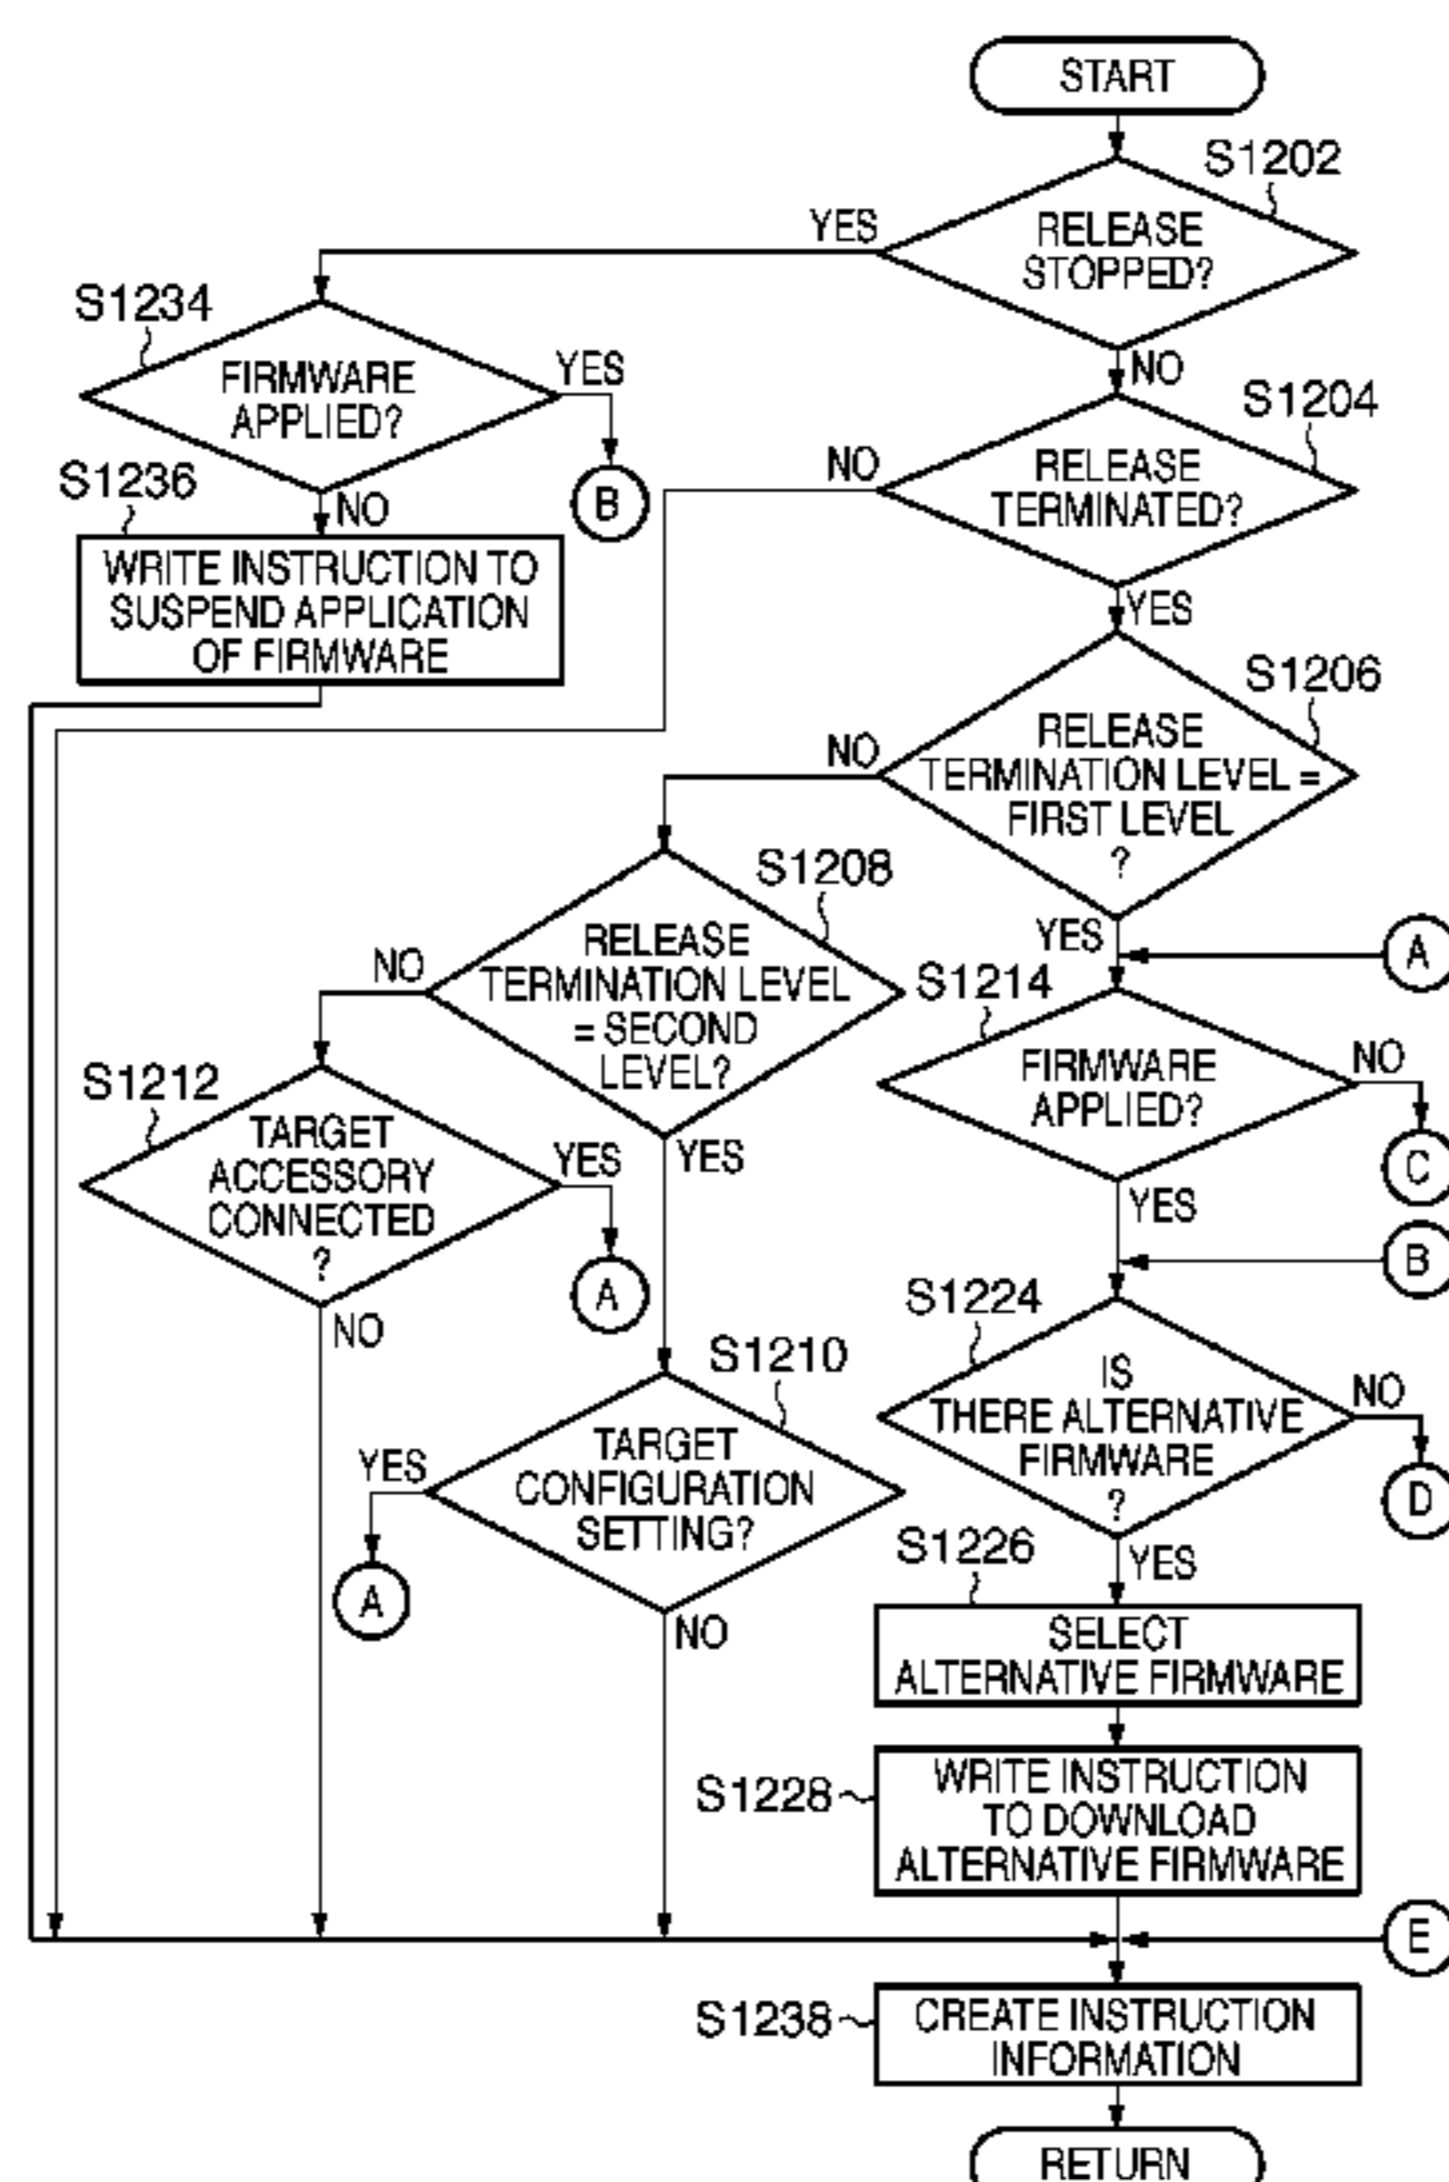 START
S1202
RELEASE
STOPPED?
YES
NO
S1234
FIRMWARE
APPLIED?
YES
B
NO
S1236
WRITE INSTRUCTION TO
SUSPEND APPLICATION
OF FIRMWARE
S1204
RELEASE
TERMINATED?
NO
YES
S1206
RELEASE
TERMINATION LEVEL =
FIRST LEVEL
?
NO
YES
A
S1208
RELEASE
TERMINATION LEVEL
= SECOND
LEVEL?
NO
YES
S1212
TARGET
ACCESSORY
CONNECTED
?
YES
A
NO
S1210
TARGET
CONFIGURATION
SETTING?
YES
A
NO
S1214
FIRMWARE
APPLIED?
NO
C
YES
B
S1224
IS
THERE ALTERNATIVE
FIRMWARE
?
NO
D
YES
S1226
SELECT
ALTERNATIVE FIRMWARE
S1228
WRITE INSTRUCTION
TO DOWNLOAD
ALTERNATIVE FIRMWARE
E
S1238
CREATE INSTRUCTION
INFORMATION
RETURN